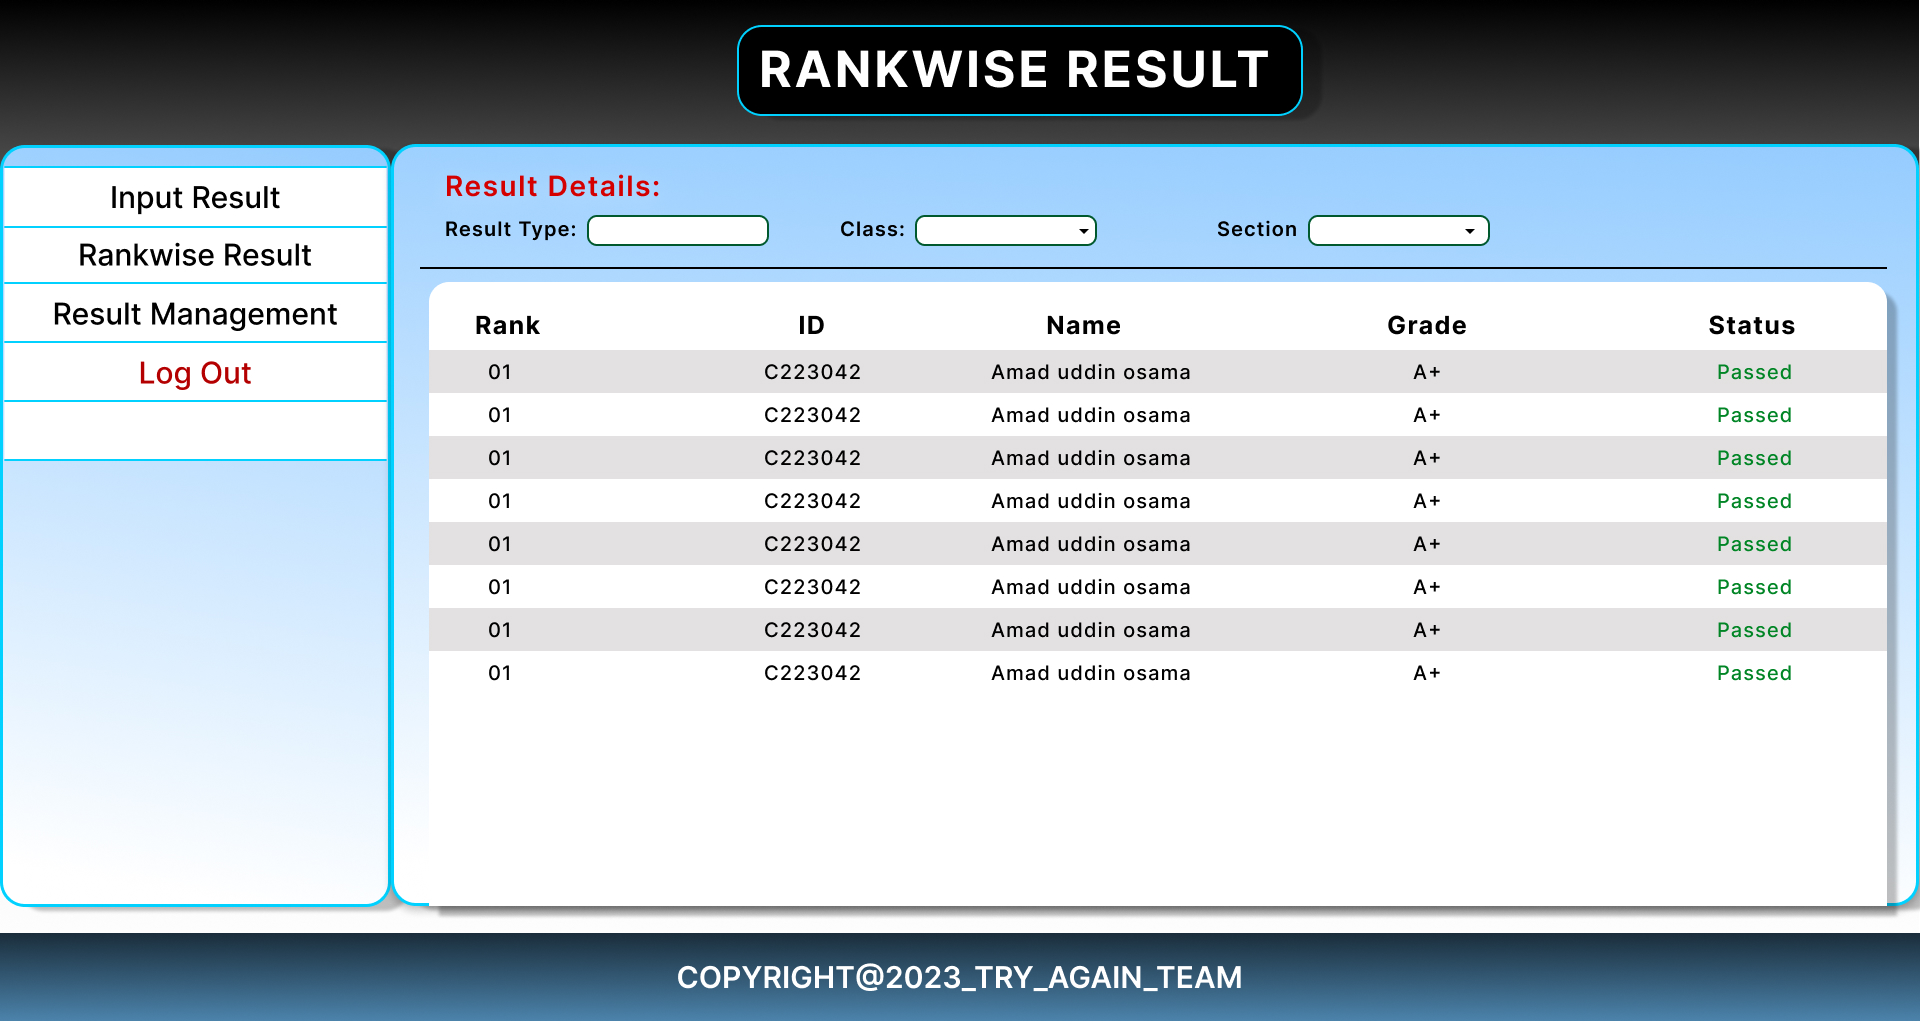 RANKWISE RESULT
Input Result
Rankwise Result
Result Management
Log Out
Result Details:
Result Type: Class: Section
Rank ID Name Grade Status
01 C223042 Amad uddin osama A+ Passed
01 C223042 Amad uddin osama A+ Passed
01 C223042 Amad uddin osama A+ Passed
01 C223042 Amad uddin osama A+ Passed
01 C223042 Amad uddin osama A+ Passed
01 C223042 Amad uddin osama A+ Passed
01 C223042 Amad uddin osama A+ Passed
01 C223042 Amad uddin osama A+ Passed
COPYRIGHT@2023_TRY_AGAIN_TEAM